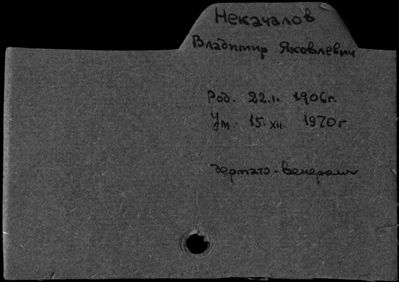 Некачалов
Владимир Яковлевич
Род. 22.I. 1906г.
Ум. 15.XII. 1970г
дермато-венеролог